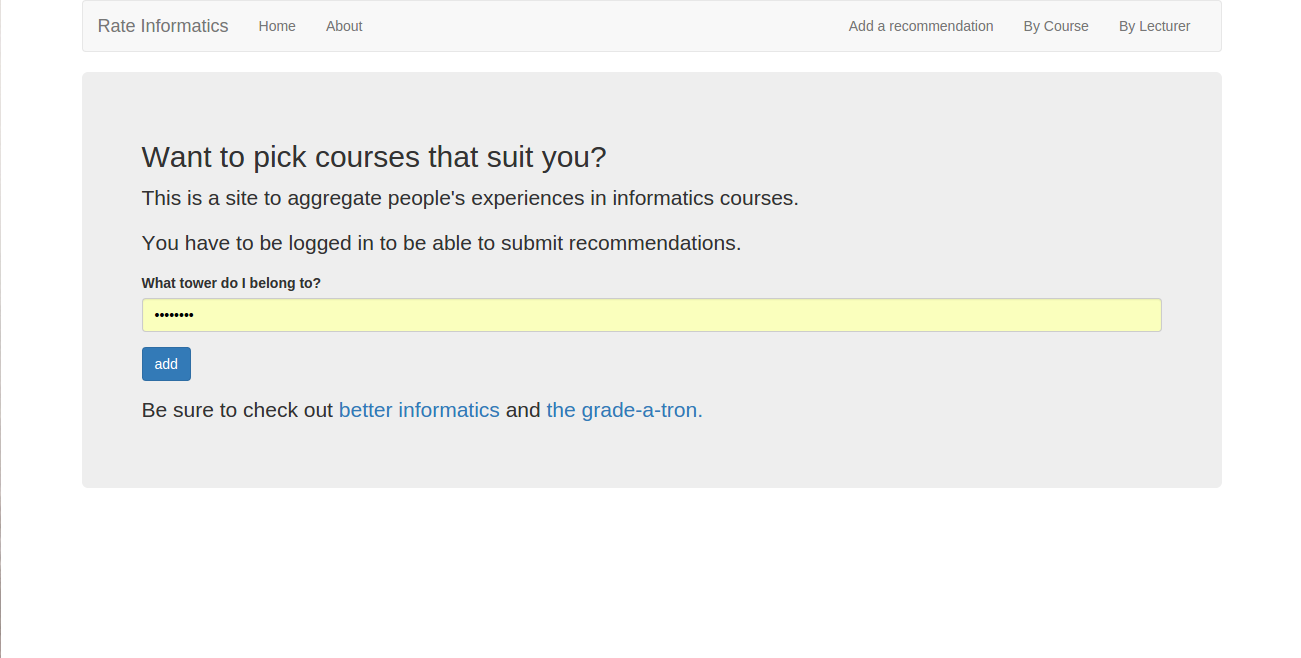 Rate Informatics Home About Add a recommendation By Course By Lecturer
Want to pick courses that suit you?
This is a site to aggregate people's experiences in informatics courses.
You have to be logged in to be able to submit recommendations.
What tower do I belong to?
••••••••
add
Be sure to check out better informatics and the grade-a-tron.